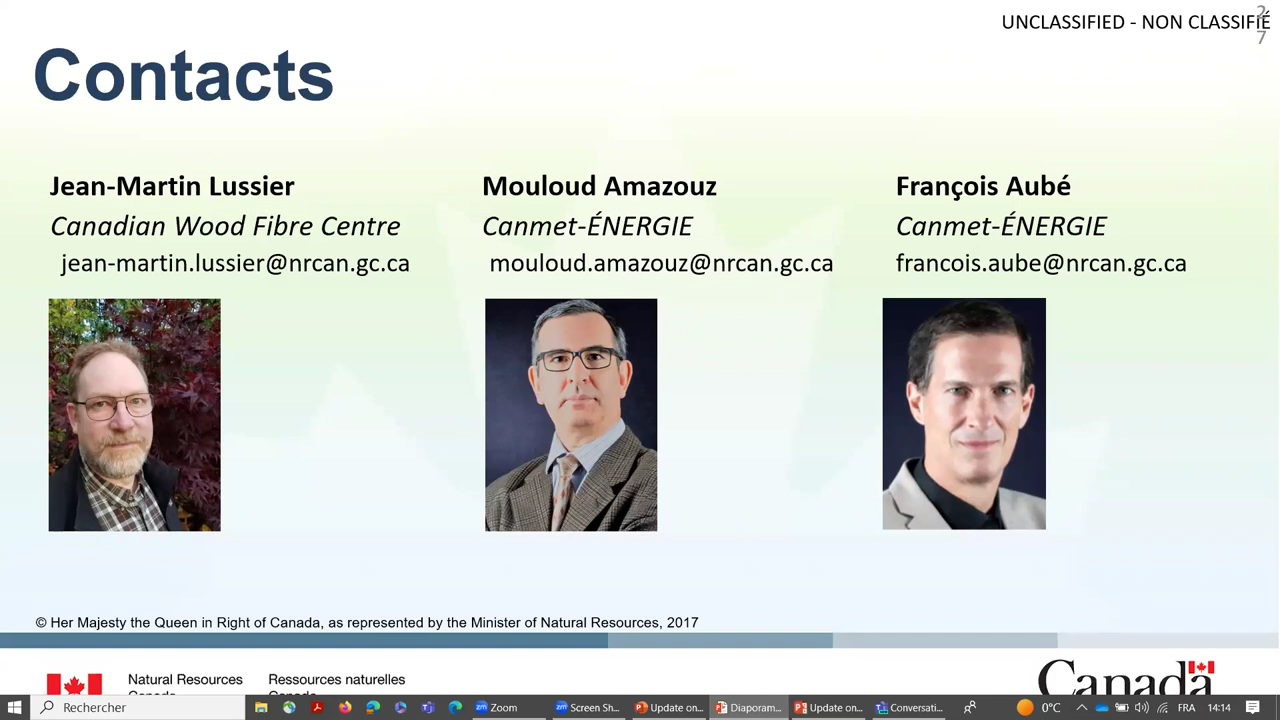 UNCLASSIFIED - NON CLASSIFIÉ
27
Contacts
Jean-Martin Lussier
Canadian Wood Fibre Centre
jean-martin.lussier@nrcan.gc.ca
Mouloud Amazouz
Canmet-ÉNERGIE
mouloud.amazouz@nrcan.gc.ca
François Aubé
Canmet-ÉNERGIE
francois.aube@nrcan.gc.ca
© Her Majesty the Queen in Right of Canada, as represented by the Minister of Natural Resources, 2017
Natural Resources
Canada
Ressources naturelles
Canada
Canada
Rechercher
Zoom
Screen Sh...
Update on...
Diaporam...
Update on...
Conversati...
0°C
FRA
14:14